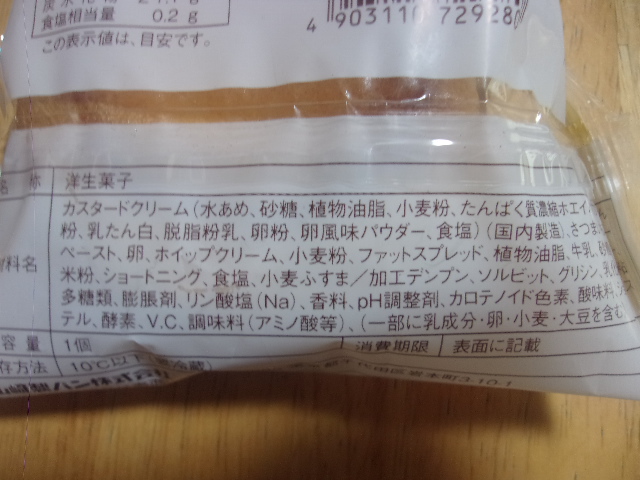 食塩相当量 0.2g
この表示値は、目安です。
4 903110 72928
名 称 洋生菓子
カスタードクリーム(水あめ、砂糖、植物油脂、小麦粉、たんぱく質濃縮ホエイ
粉、乳たん白、脱脂粉乳、卵粉、卵風味パウダー、食塩)(国内製造)、さつま
ペースト、卵、ホイップクリーム、小麦粉、ファットスプレッド、植物油脂、牛乳、
材料名 米粉、ショートニング、食塩、小麦ふすま/加工デンプン、ソルビット、グリシン、
多糖類、膨脹剤、リン酸塩(Na)、香料、pH調整剤、カロテノイド色素、酸味料、
テル、酵素、V.C、調味料(アミノ酸等)、(一部に乳成分・卵・小麦・大豆を含む
容量 1個 消費期限 表面に記載
存方法 10℃以下
3-10-1